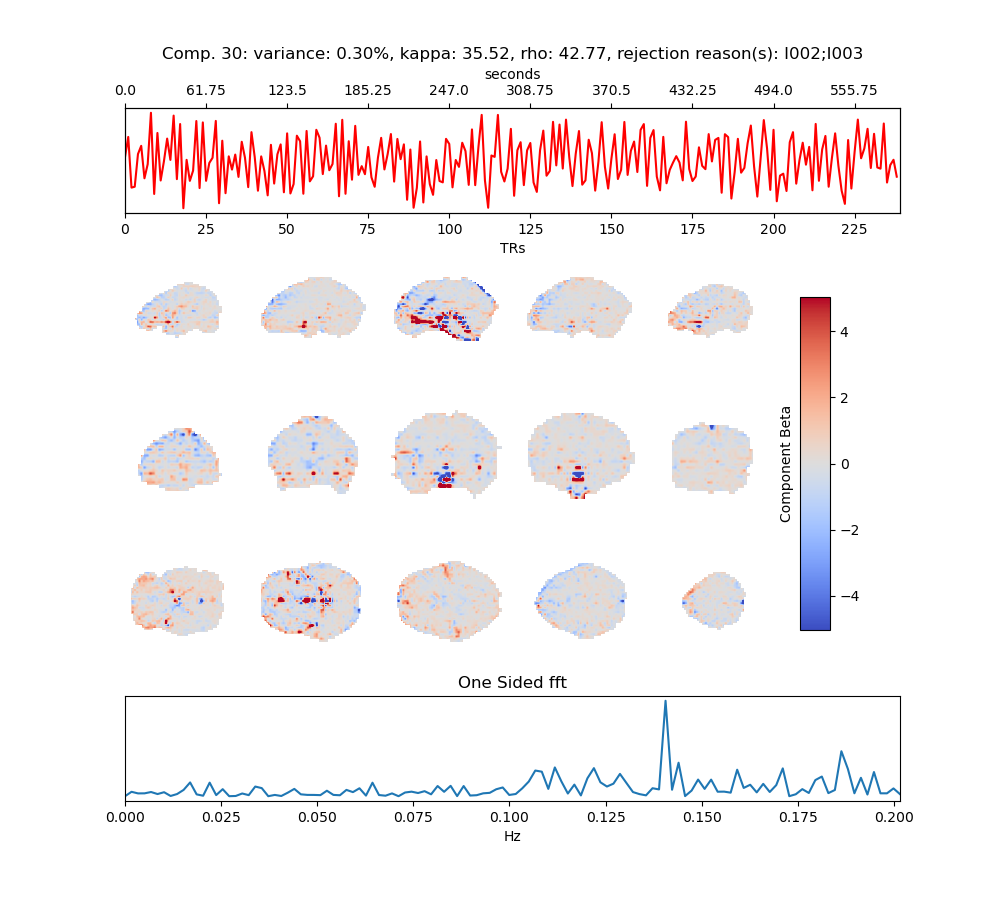 Comp. 30: variance: 0.30%, kappa: 35.52, rho: 42.77, rejection reason(s): I002;I003
seconds
0.0 61.75 123.5 185.25 247.0 308.75 370.5 432.25 494.0 555.75
0 25 50 75 100 125 150 175 200 225
TRs
4
2
0
−2
−4
Component Beta
One Sided fft
0.000 0.025 0.050 0.075 0.100 0.125 0.150 0.175 0.200
Hz